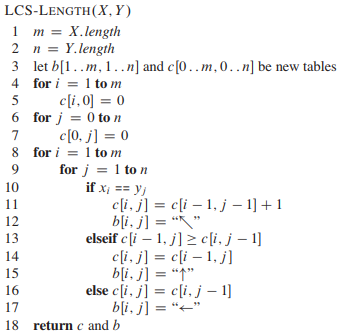 LCS-LENGTH(X, Y)
1 m = X.length
2 n = Y.length
3 let b[1..m, 1..n] and c[0..m, 0..n] be new tables
4 for i = 1 to m
5 c[i, 0] = 0
6 for j = 0 to n
7 c[0, j] = 0
8 for i = 1 to m
9 for j = 1 to n
10 if xᵢ == yⱼ
11 c[i, j] = c[i − 1, j − 1] + 1
12 b[i, j] = “↖”
13 elseif c[i − 1, j] ≥ c[i, j − 1]
14 c[i, j] = c[i − 1, j]
15 b[i, j] = “↑”
16 else c[i, j] = c[i, j − 1]
17 b[i, j] = “←”
18 return c and b